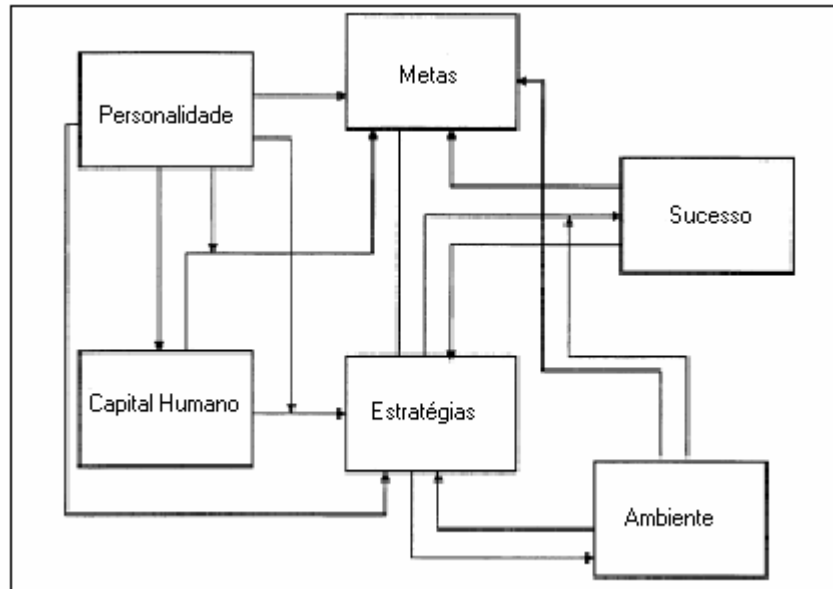 Metas
Personalidade
Sucesso
Capital Humano
Estratégias
Ambiente